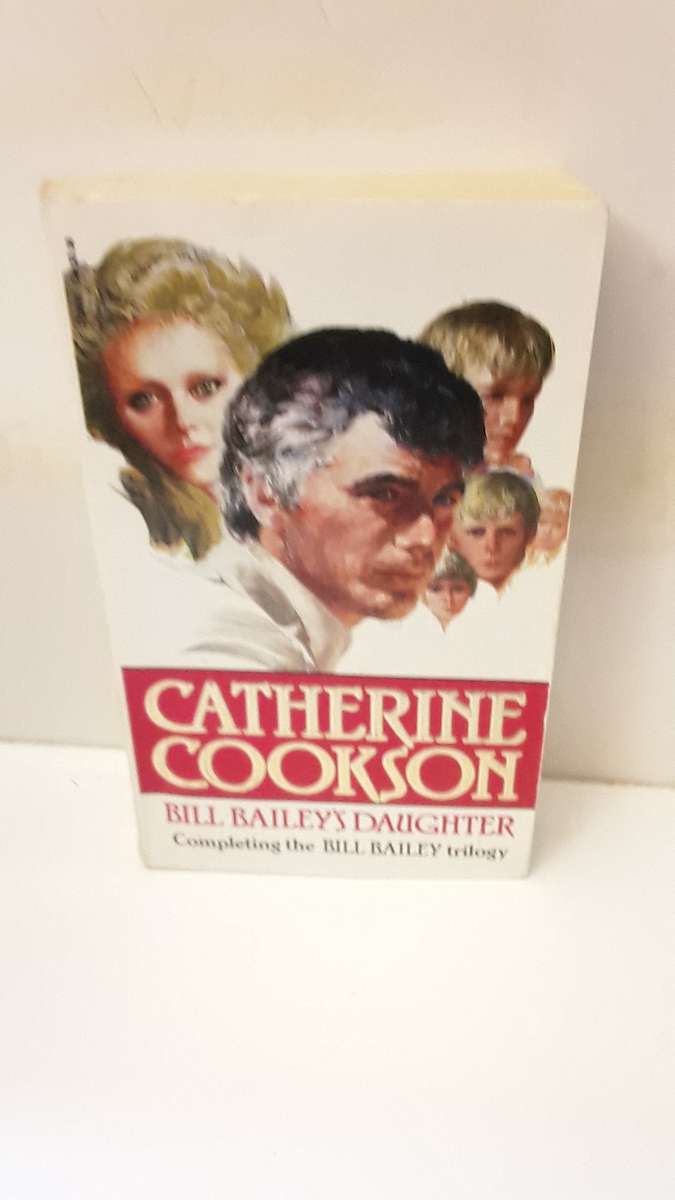 CATHERINE
COOKSON
BILL BAILEY'S DAUGHTER
Completing the BILL BAILEY trilogy